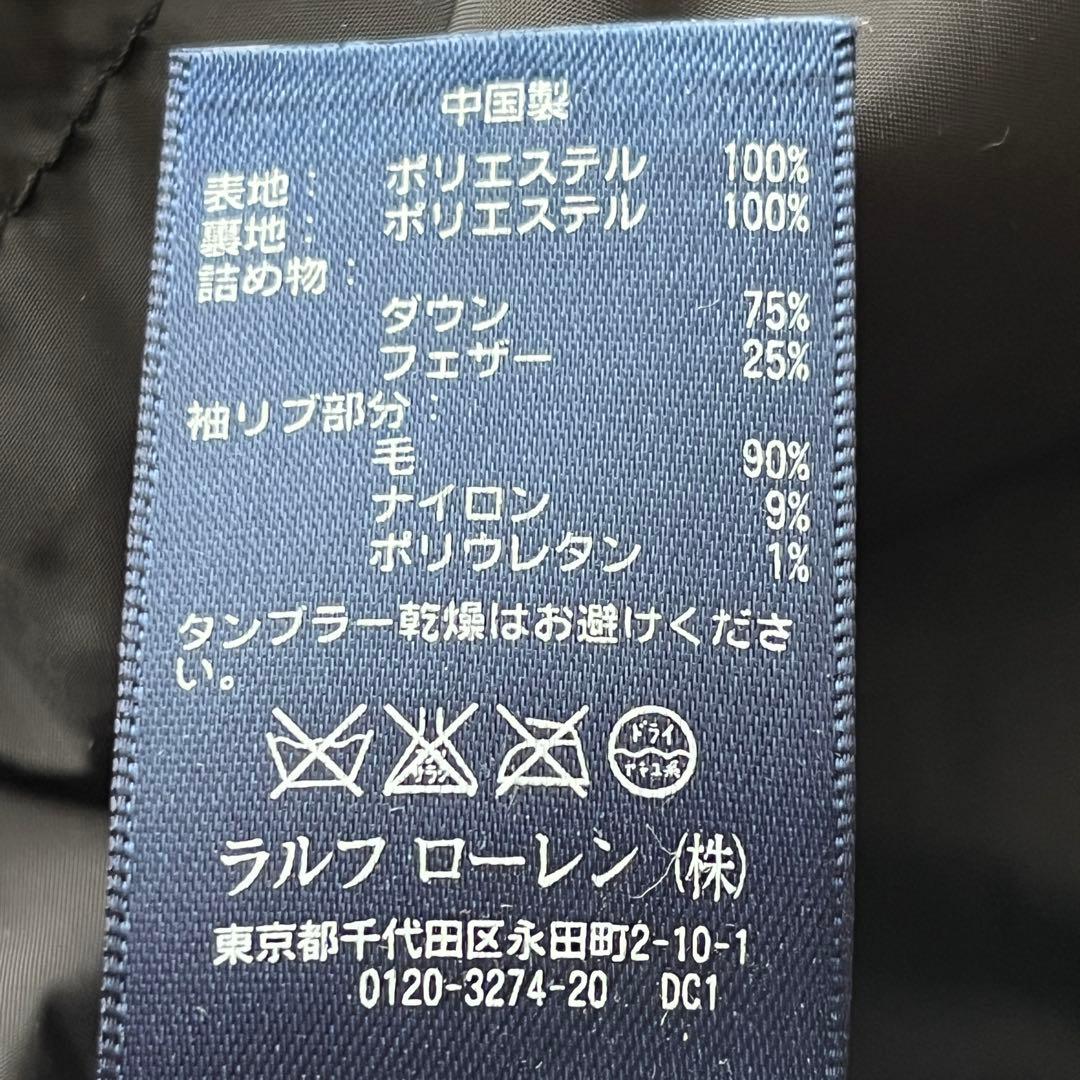 中国製
表地： ポリエステル 100%
裏地： ポリエステル 100%
詰め物：
ダウン 75%
フェザー 25%
袖リブ部分：
毛 90%
ナイロン 9%
ポリウレタン 1%
タンブラー乾燥はお避けくださ
い。
ドライ
ラルフ ローレン (株)
東京都千代田区永田町2-10-1
0120-3274-20 DC1